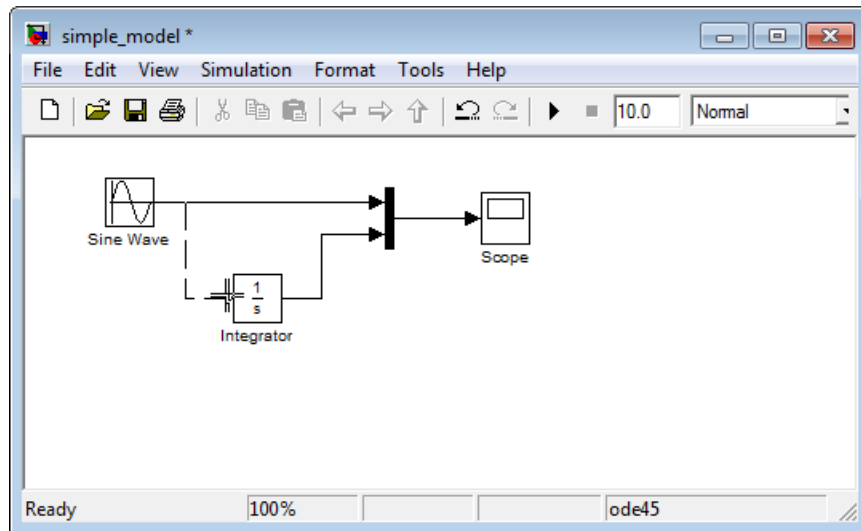 simple_model *
File Edit View Simulation Format Tools Help
10.0 Normal
Sine Wave
Scope
1
s
Integrator
Ready 100% ode45